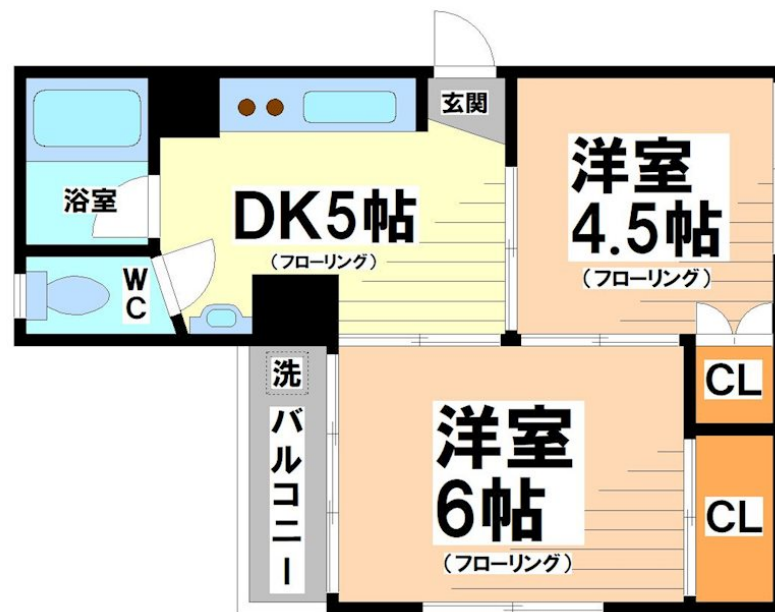 玄関
浴室
DK5帖
(フローリング)
洋室
4.5帖
(フローリング)
WC
洗
バルコニー
洋室
6帖
(フローリング)
CL
CL